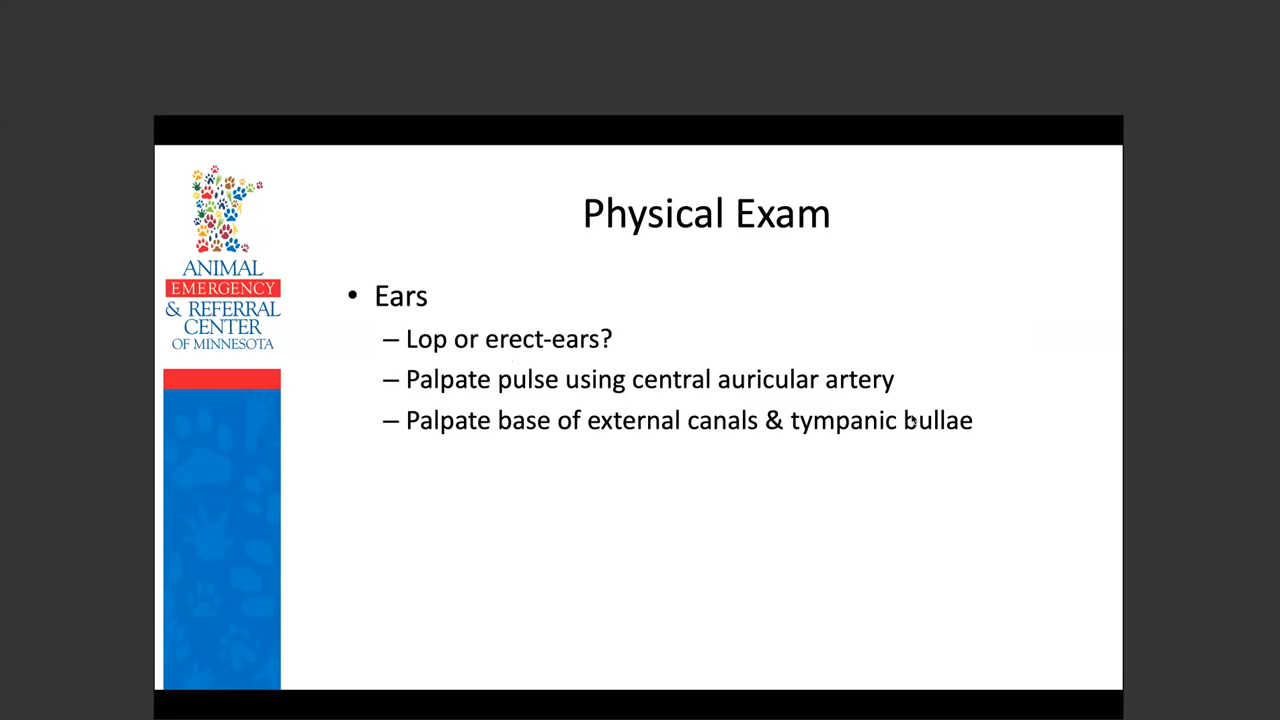 ANIMAL
EMERGENCY
& REFERRAL
CENTER
OF MINNESOTA
Physical Exam
• Ears
– Lop or erect-ears?
– Palpate pulse using central auricular artery
– Palpate base of external canals & tympanic bullae